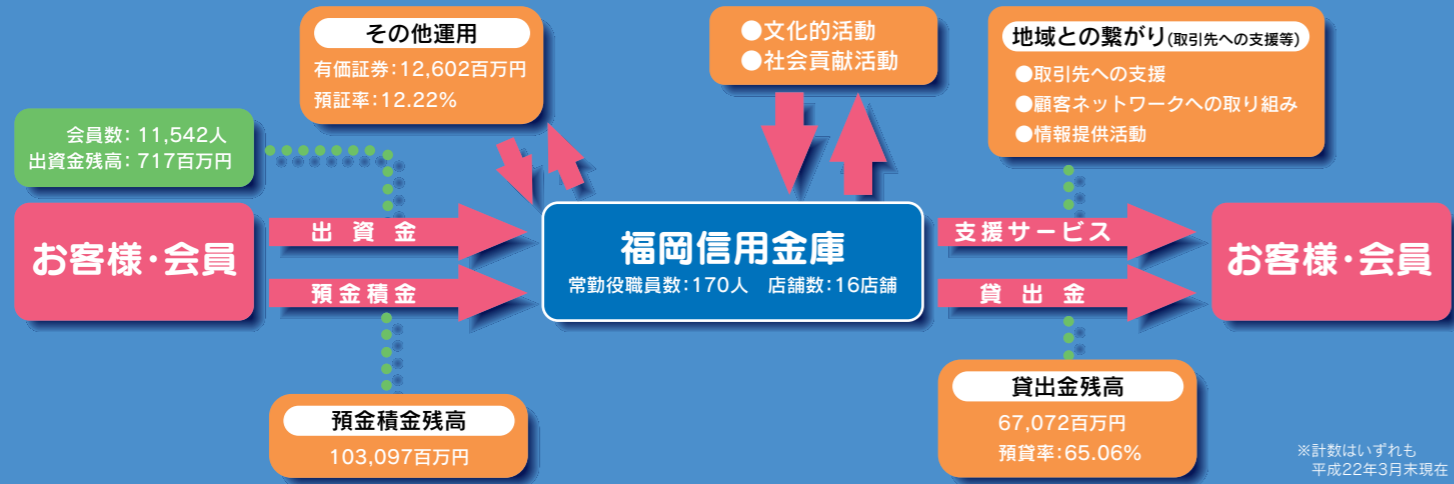 その他運用
有価証券:12,602百万円
預証率:12.22%
●文化的活動
●社会貢献活動
地域との繋がり(取引先への支援等)
●取引先への支援
●顧客ネットワークへの取り組み
●情報提供活動
会員数:11,542人
出資金残高:717百万円
お客様・会員
出資金
預金積金
福岡信用金庫
常勤役職員数:170人 店舗数:16店舗
支援サービス
貸出金
お客様・会員
預金積金残高
103,097百万円
貸出金残高
67,072百万円
預貸率:65.06%
※計数はいずれも
平成22年3月末現在